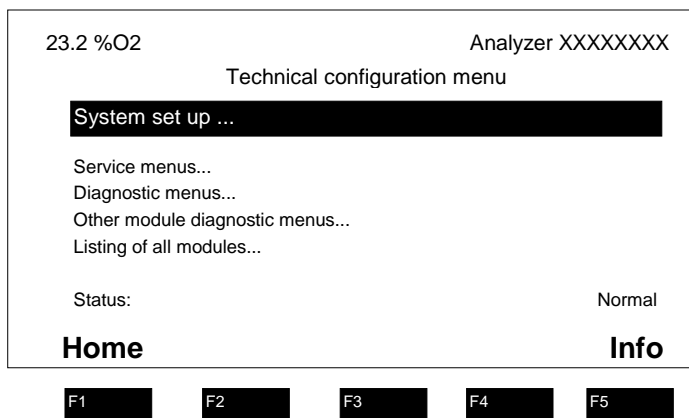 23.2 %O2 Analyzer XXXXXXXX
Technical configuration menu
System set up ...
Service menus...
Diagnostic menus...
Other module diagnostic menus...
Listing of all modules...
Status: Normal
Home Info
F1 F2 F3 F4 F5